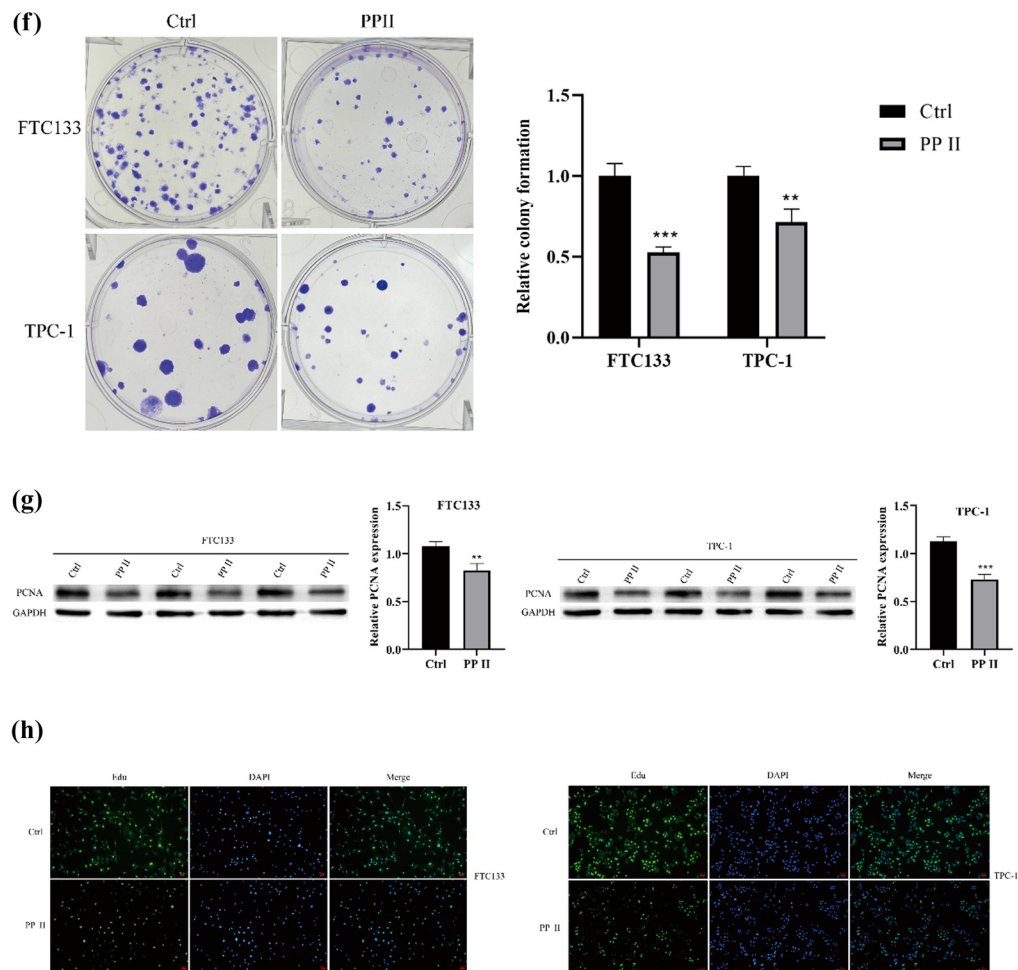 (f)
Ctrl PPII
FTC133
TPC-1
Relative colony formation
1.5
1.0
0.5
0.0
*** **
FTC133 TPC-1
Ctrl
PP II
(g)
FTC133
Ctrl PP II Ctrl PP II Ctrl PP II
PCNA
GAPDH
FTC133
Relative PCNA expression
1.5
1.0
0.5
0.0
**
Ctrl PP II
TPC-1
Ctrl PP II Ctrl PP II Ctrl PP II
PCNA
GAPDH
TPC-1
Relative PCNA expression
1.5
1.0
0.5
0.0
***
Ctrl PP II
(h)
Edu DAPI Merge
Ctrl
PP II
FTC133
Edu DAPI Merge
Ctrl
PP II
TPC-1